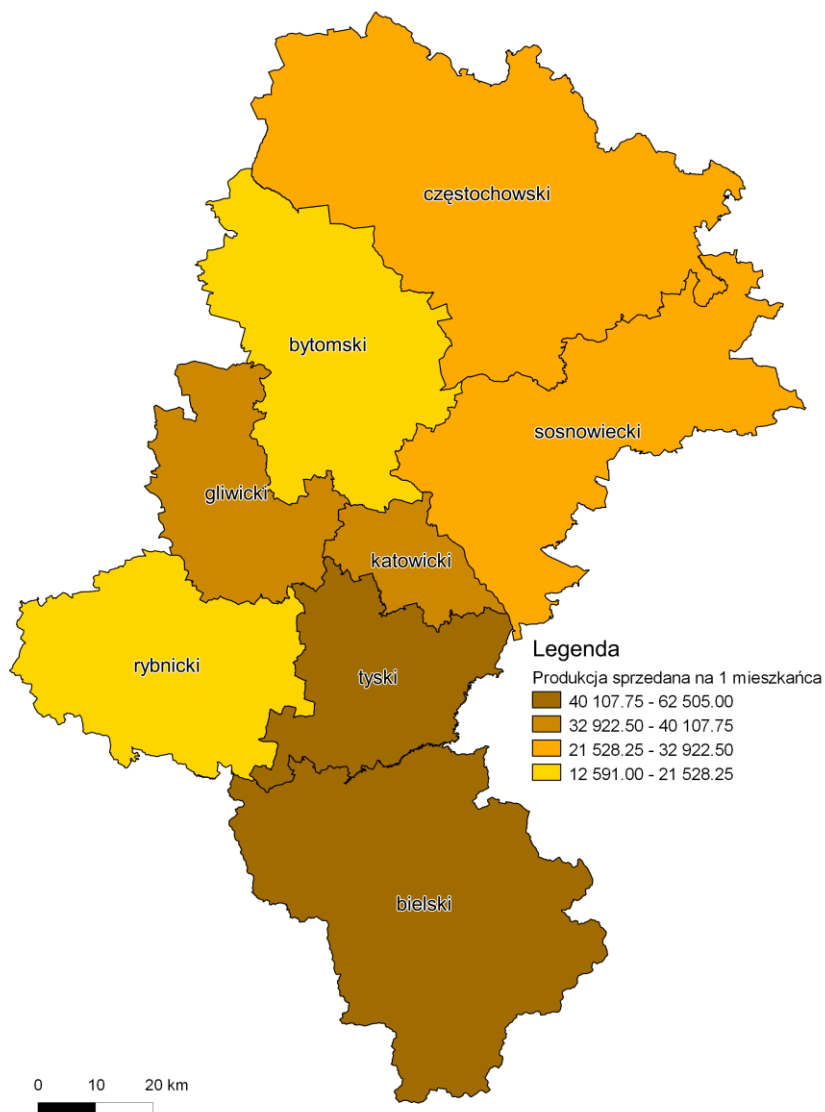 częstochowski
bytomski
sosnowiecki
gliwicki
katowicki
rybnicki
tyski
bielski
Legenda
Produkcja sprzedana na 1 mieszkańca
40 107.75 - 62 505.00
32 922.50 - 40 107.75
21 528.25 - 32 922.50
12 591.00 - 21 528.25
0 10 20 km